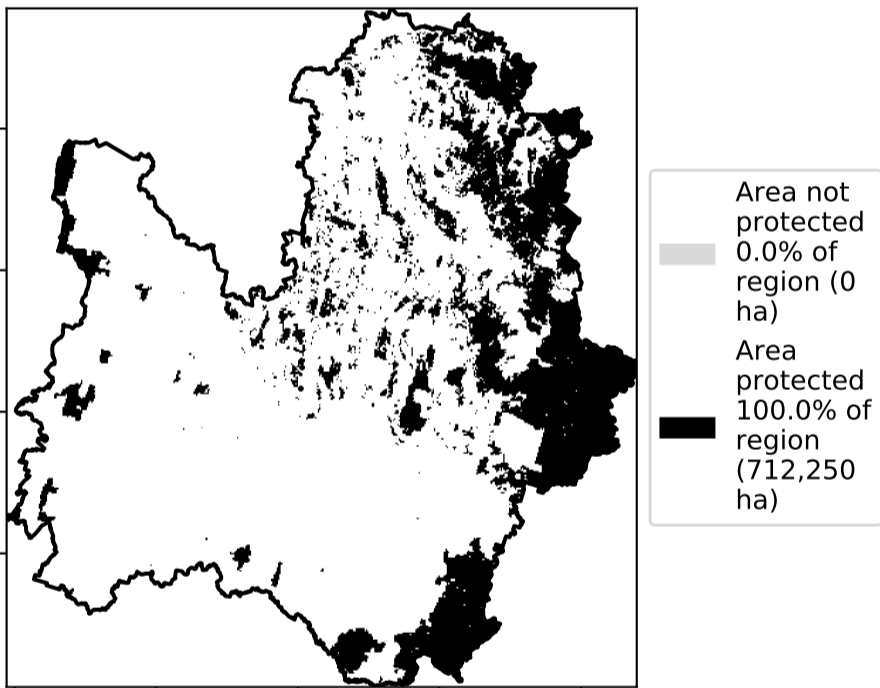 Area not
protected
0.0% of
region (0
ha)
Area
protected
100.0% of
region
(712,250
ha)